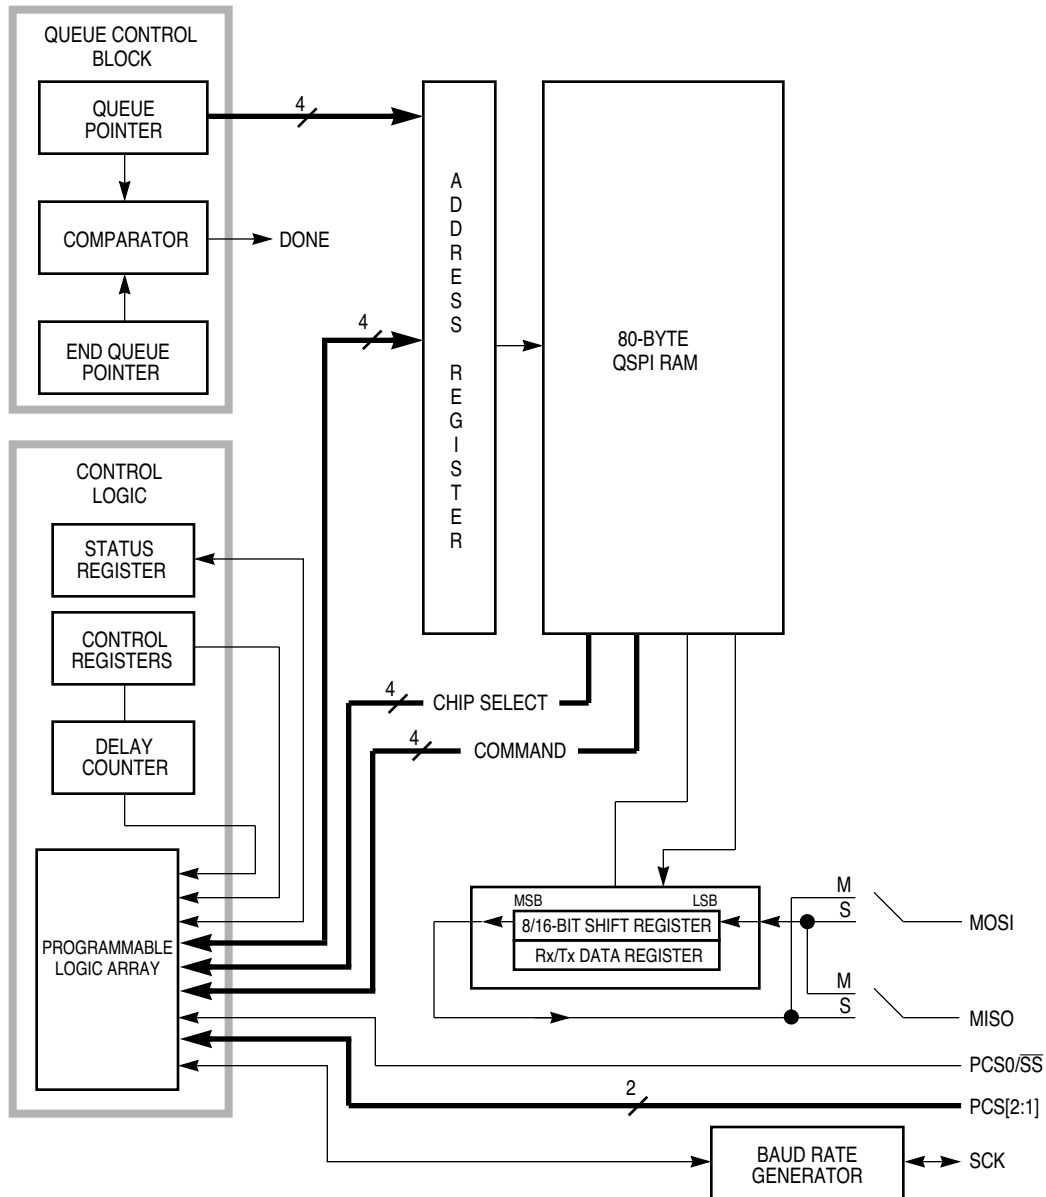 QUEUE CONTROL
BLOCK
QUEUE
POINTER
4
COMPARATOR
DONE
END QUEUE
POINTER
4
ADDRESS REGISTER
80-BYTE
QSPI RAM
CONTROL
LOGIC
STATUS
REGISTER
CONTROL
REGISTERS
DELAY
COUNTER
4
CHIP SELECT
4
COMMAND
PROGRAMMABLE
LOGIC ARRAY
MSB
LSB
8/16-BIT SHIFT REGISTER
Rx/Tx DATA REGISTER
M
S
MOSI
M
S
MISO
PCS0/S̅S̅
2
PCS[2:1]
BAUD RATE
GENERATOR
SCK